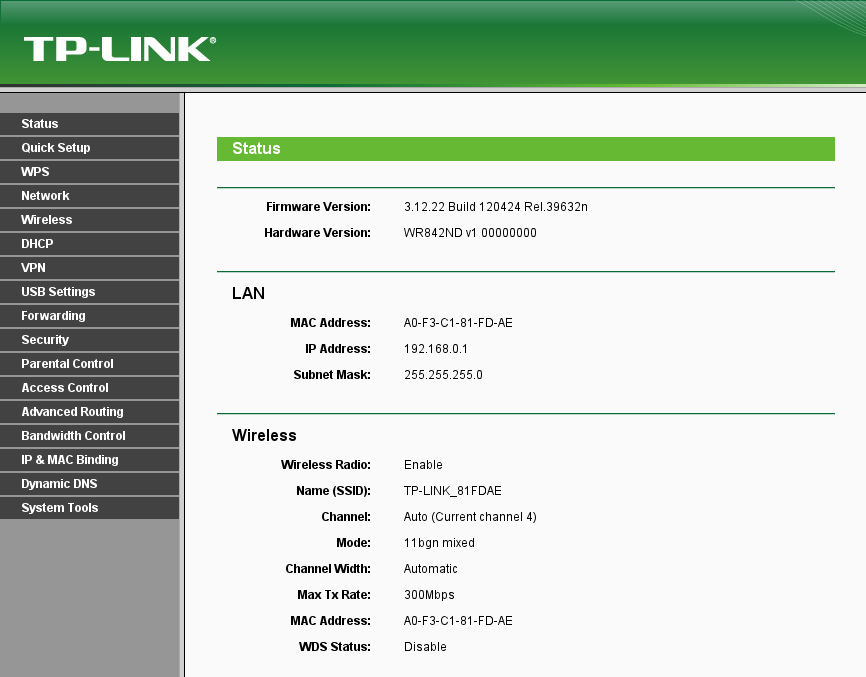 TP-LINK®
Status
Quick Setup
WPS
Network
Wireless
DHCP
VPN
USB Settings
Forwarding
Security
Parental Control
Access Control
Advanced Routing
Bandwidth Control
IP & MAC Binding
Dynamic DNS
System Tools
Status
Firmware Version: 3.12.22 Build 120424 Rel.39632n
Hardware Version: WR842ND v1 00000000
LAN
MAC Address: A0-F3-C1-81-FD-AE
IP Address: 192.168.0.1
Subnet Mask: 255.255.255.0
Wireless
Wireless Radio: Enable
Name (SSID): TP-LINK_81FDAE
Channel: Auto (Current channel 4)
Mode: 11bgn mixed
Channel Width: Automatic
Max Tx Rate: 300Mbps
MAC Address: A0-F3-C1-81-FD-AE
WDS Status: Disable